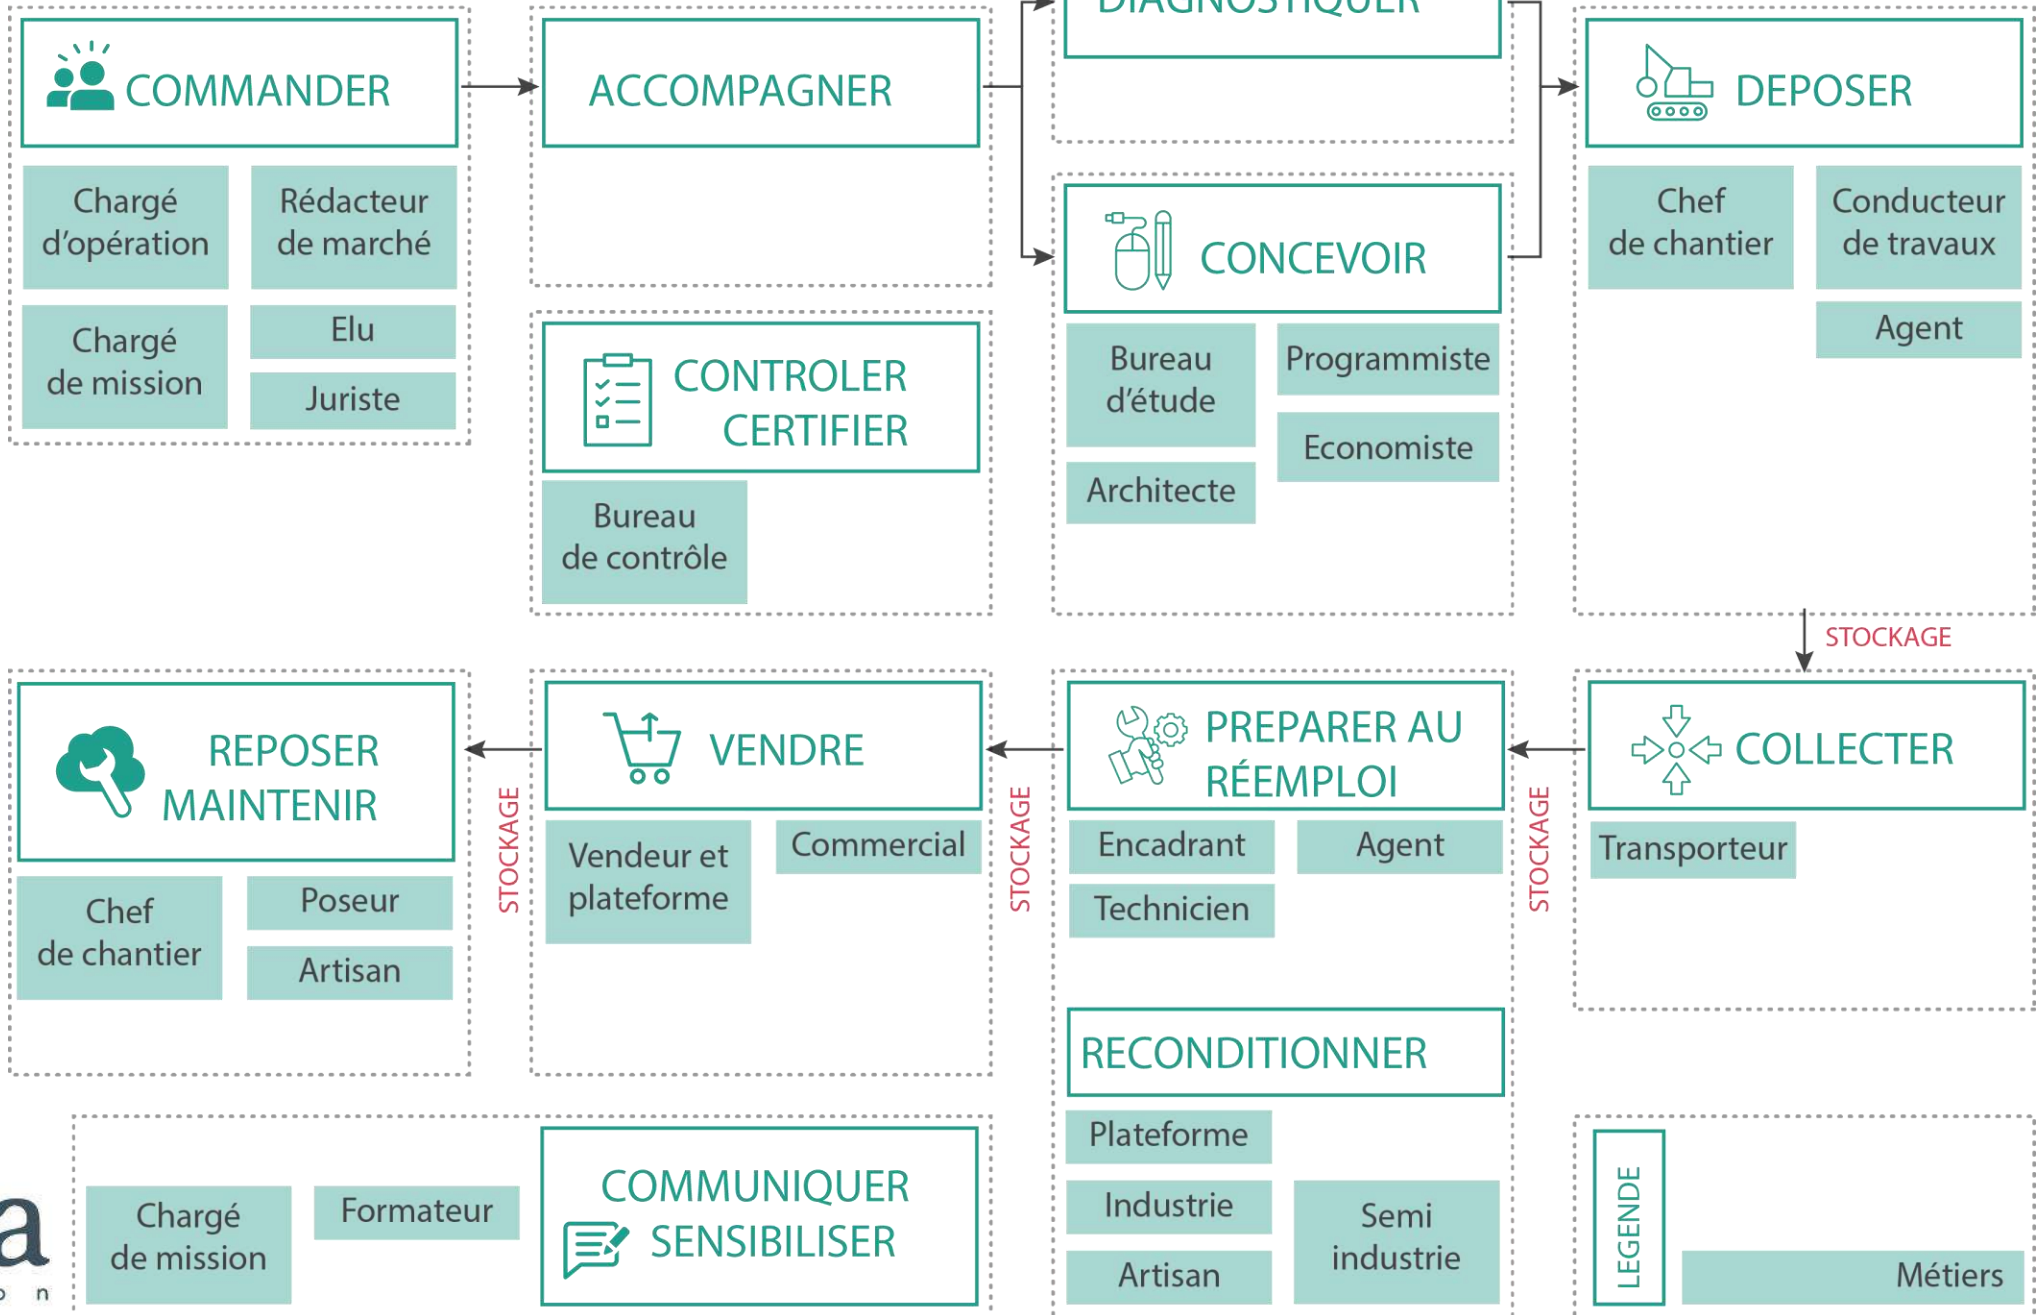 DIAGNOSTIQUER
COMMANDER
Chargé
d'opération
Rédacteur
de marché
Chargé
de mission
Elu
Juriste
ACCOMPAGNER
CONTROLER
CERTIFIER
Bureau
de contrôle
CONCEVOIR
Bureau
d'étude
Programmiste
Economiste
Architecte
DEPOSER
Chef
de chantier
Conducteur
de travaux
Agent
STOCKAGE
COLLECTER
Transporteur
STOCKAGE
PREPARER AU
RÉEMPLOI
Encadrant
Agent
Technicien
RECONDITIONNER
Plateforme
Industrie
Artisan
Semi
industrie
STOCKAGE
VENDRE
Vendeur et
plateforme
Commercial
STOCKAGE
REPOSER
MAINTENIR
Chef
de chantier
Poseur
Artisan
Chargé
de mission
Formateur
COMMUNIQUER
SENSIBILISER
LEGENDE
Métiers